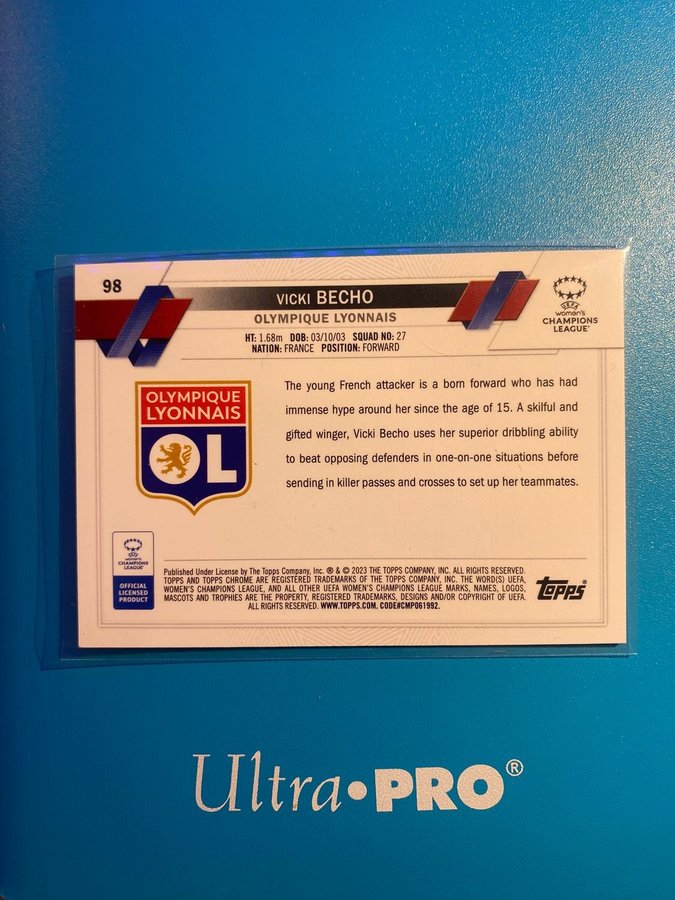 98
VICKI BECHO
OLYMPIQUE LYONNAIS
HT: 1.68m DOB: 03/10/03 SQUAD NO: 27
NATION: FRANCE POSITION: FORWARD
UEFA
women's
CHAMPIONS
LEAGUE™
OLYMPIQUE
LYONNAIS
OL
The young French attacker is a born forward who has had
immense hype around her since the age of 15. A skilful and
gifted winger, Vicki Becho uses her superior dribbling ability
to beat opposing defenders in one-on-one situations before
sending in killer passes and crosses to set up her teammates.
UEFA
women's
CHAMPIONS
LEAGUE
OFFICIAL
LICENSED
PRODUCT
Published Under License by The Topps Company, Inc. ® & © 2023 THE TOPPS COMPANY, INC. ALL RIGHTS RESERVED.
TOPPS AND TOPPS CHROME ARE REGISTERED TRADEMARKS OF THE TOPPS COMPANY, INC. THE WORD(S) UEFA,
WOMEN'S CHAMPIONS LEAGUE, AND ALL OTHER UEFA WOMEN'S CHAMPIONS LEAGUE MARKS, NAMES, LOGOS,
MASCOTS AND TROPHIES ARE THE PROPERTY, REGISTERED TRADEMARKS, DESIGNS AND/OR COPYRIGHT OF UEFA.
ALL RIGHTS RESERVED. WWW.TOPPS.COM. CODE#CMP061992.
topps®
Ultra•PRO®